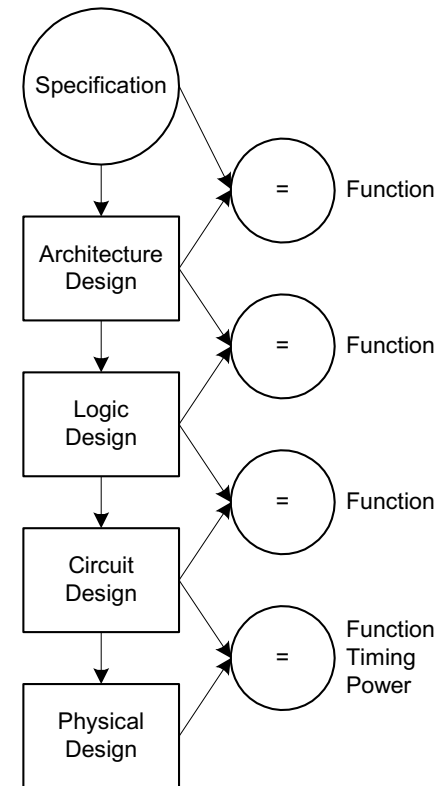 Specification
=
Function
Architecture
Design
=
Function
Logic
Design
=
Function
Circuit
Design
=
Function
Timing
Power
Physical
Design